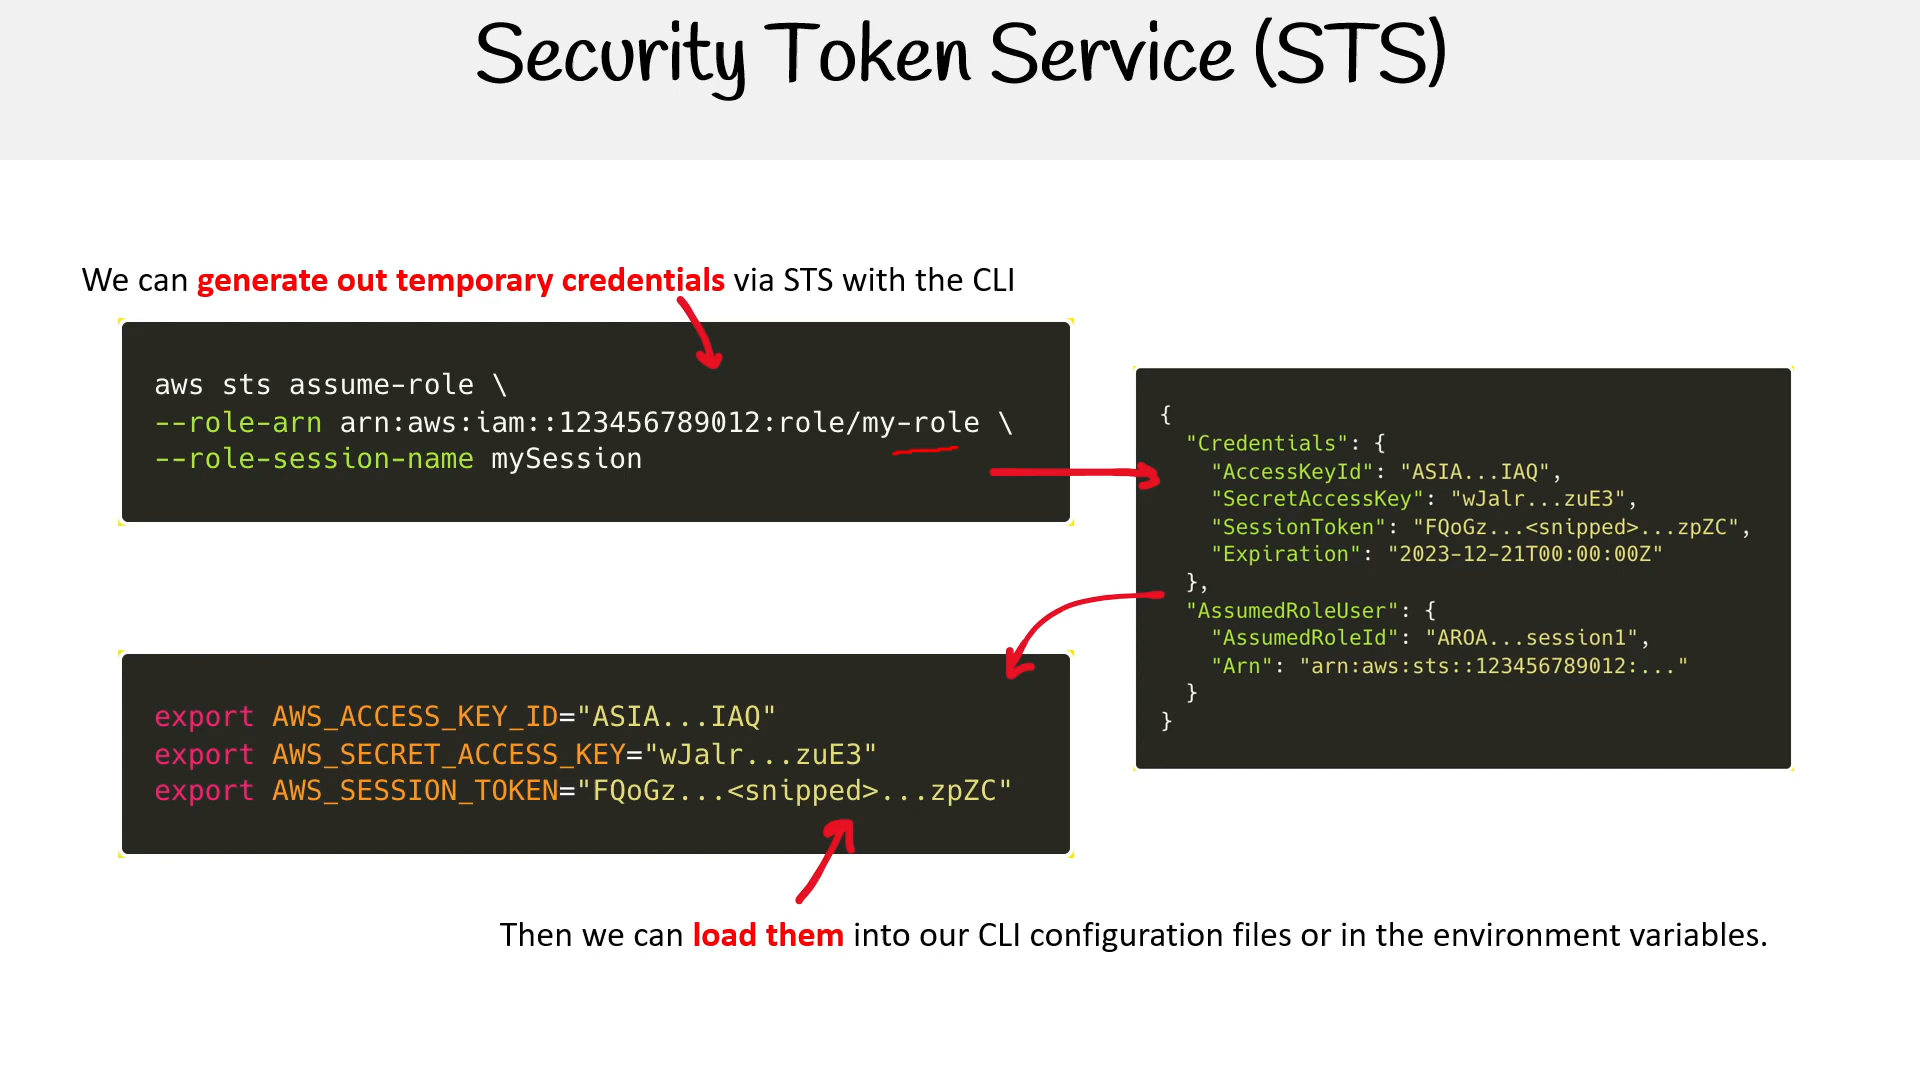 Security Token Service (STS)
We can generate out temporary credentials via STS with the CLI
aws sts assume-role \
--role-arn arn:aws:iam::123456789012:role/my-role \
--role-session-name mySession
{
"Credentials": {
"AccessKeyId": "ASIA...IAQ",
"SecretAccessKey": "wJalr...zuE3",
"SessionToken": "FQoGz...<snipped>...zpZC",
"Expiration": "2023-12-21T00:00:00Z"
},
"AssumedRoleUser": {
"AssumedRoleId": "AROA...session1",
"Arn": "arn:aws:sts::123456789012:..."
}
}
export AWS_ACCESS_KEY_ID="ASIA...IAQ"
export AWS_SECRET_ACCESS_KEY="wJalr...zuE3"
export AWS_SESSION_TOKEN="FQoGz...<snipped>...zpZC"
Then we can load them into our CLI configuration files or in the environment variables.